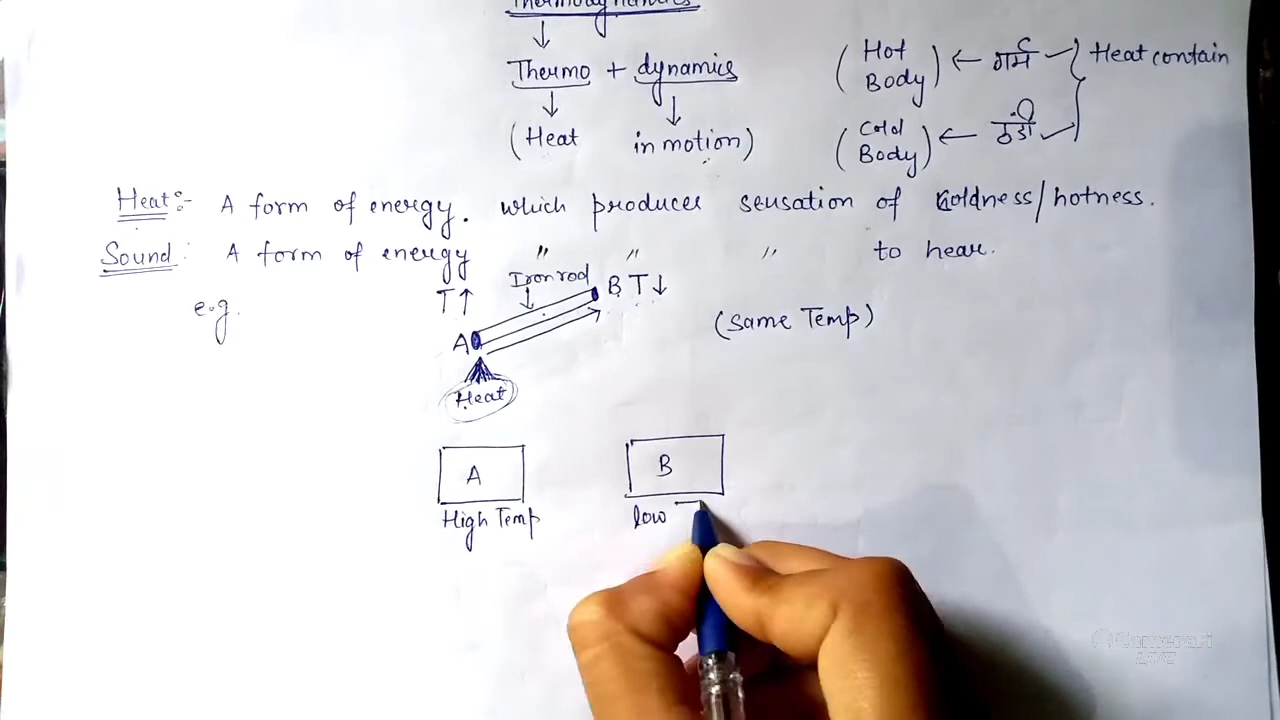 Thermodynamics
↓
Thermo + dynamics
↓ ↓
(Heat in motion)
(Hot Body) ← गर्म } Heat contain
(Cold Body) ← ठंडी
Heat:- A form of energy. which produces sensation of coldness/hotness.
Sound: A form of energy " " " to hear.
e.g.
Iron rod
T↑ B T↓
A (Same Temp)
Heat
A B
High Temp low